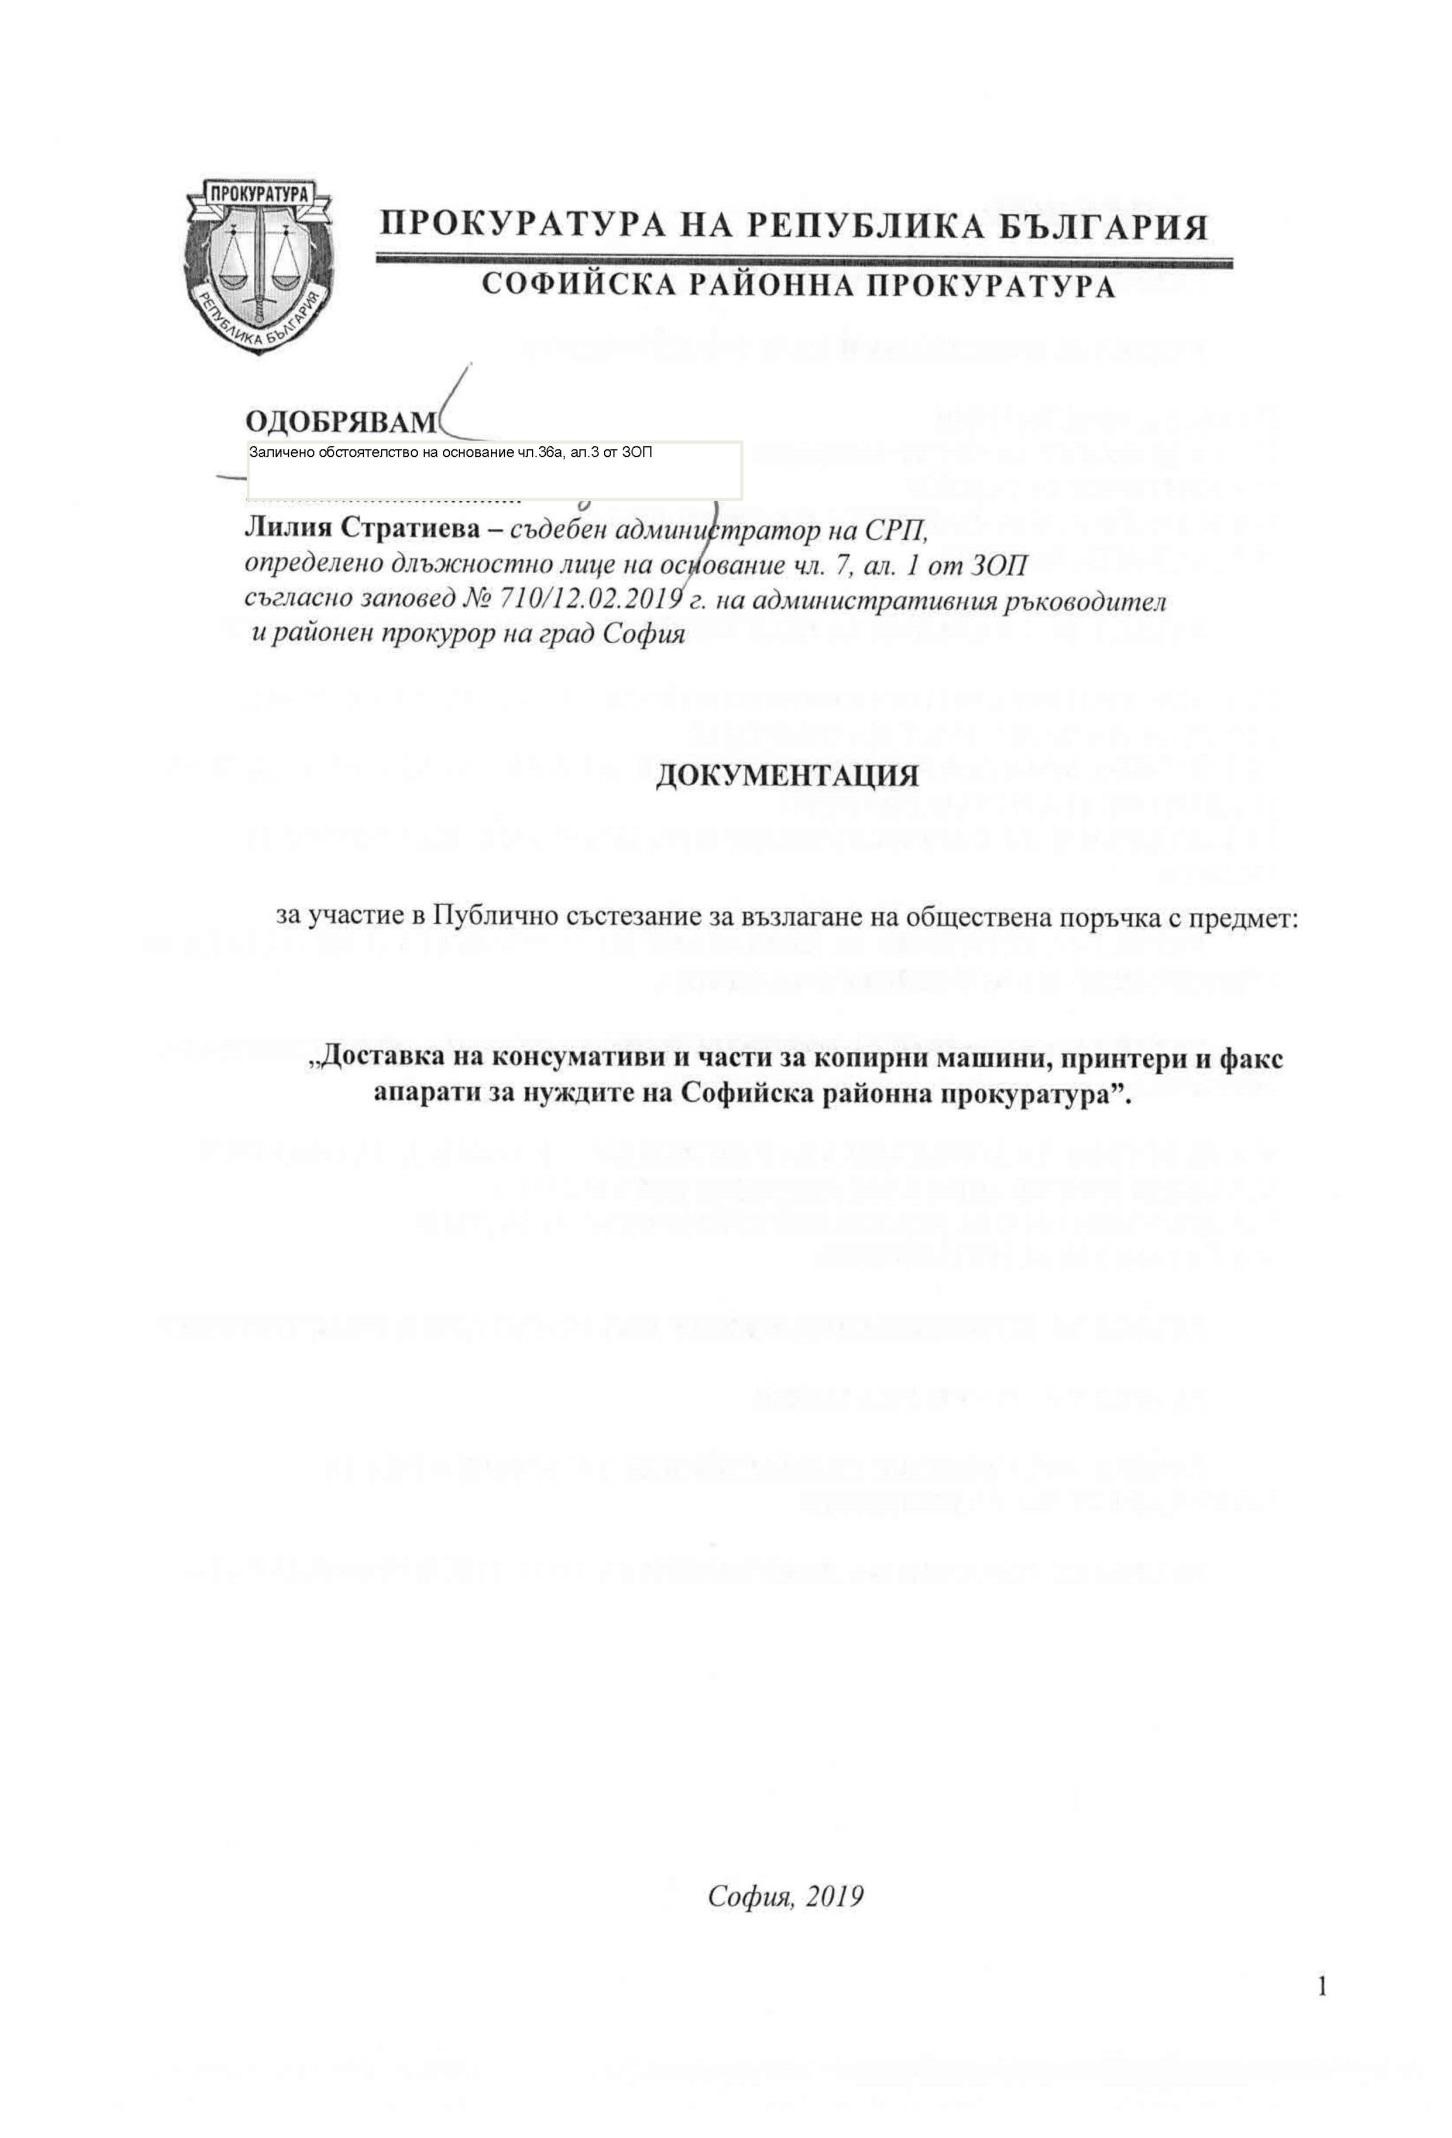 ПРОКУРАТУРА
РЕПУБЛИКА БЪЛГАРИЯ
ПРОКУРАТУРА НА РЕПУБЛИКА БЪЛГАРИЯ
СОФИЙСКА РАЙОННА ПРОКУРАТУРА
ОДОБРЯВАМ
Заличено обстоятелство на основание чл.36а, ал.3 от ЗОП
Лилия Стратиева – съдебен администратор на СРП,
определено длъжностно лице на основание чл. 7, ал. 1 от ЗОП
съгласно заповед № 710/12.02.2019 г. на административния ръководител
и районен прокурор на град София
ДОКУМЕНТАЦИЯ
за участие в Публично състезание за възлагане на обществена поръчка с предмет:
„Доставка на консумативи и части за копирни машини, принтери и факс
апарати за нуждите на Софийска районна прокуратура”.
София, 2019
1